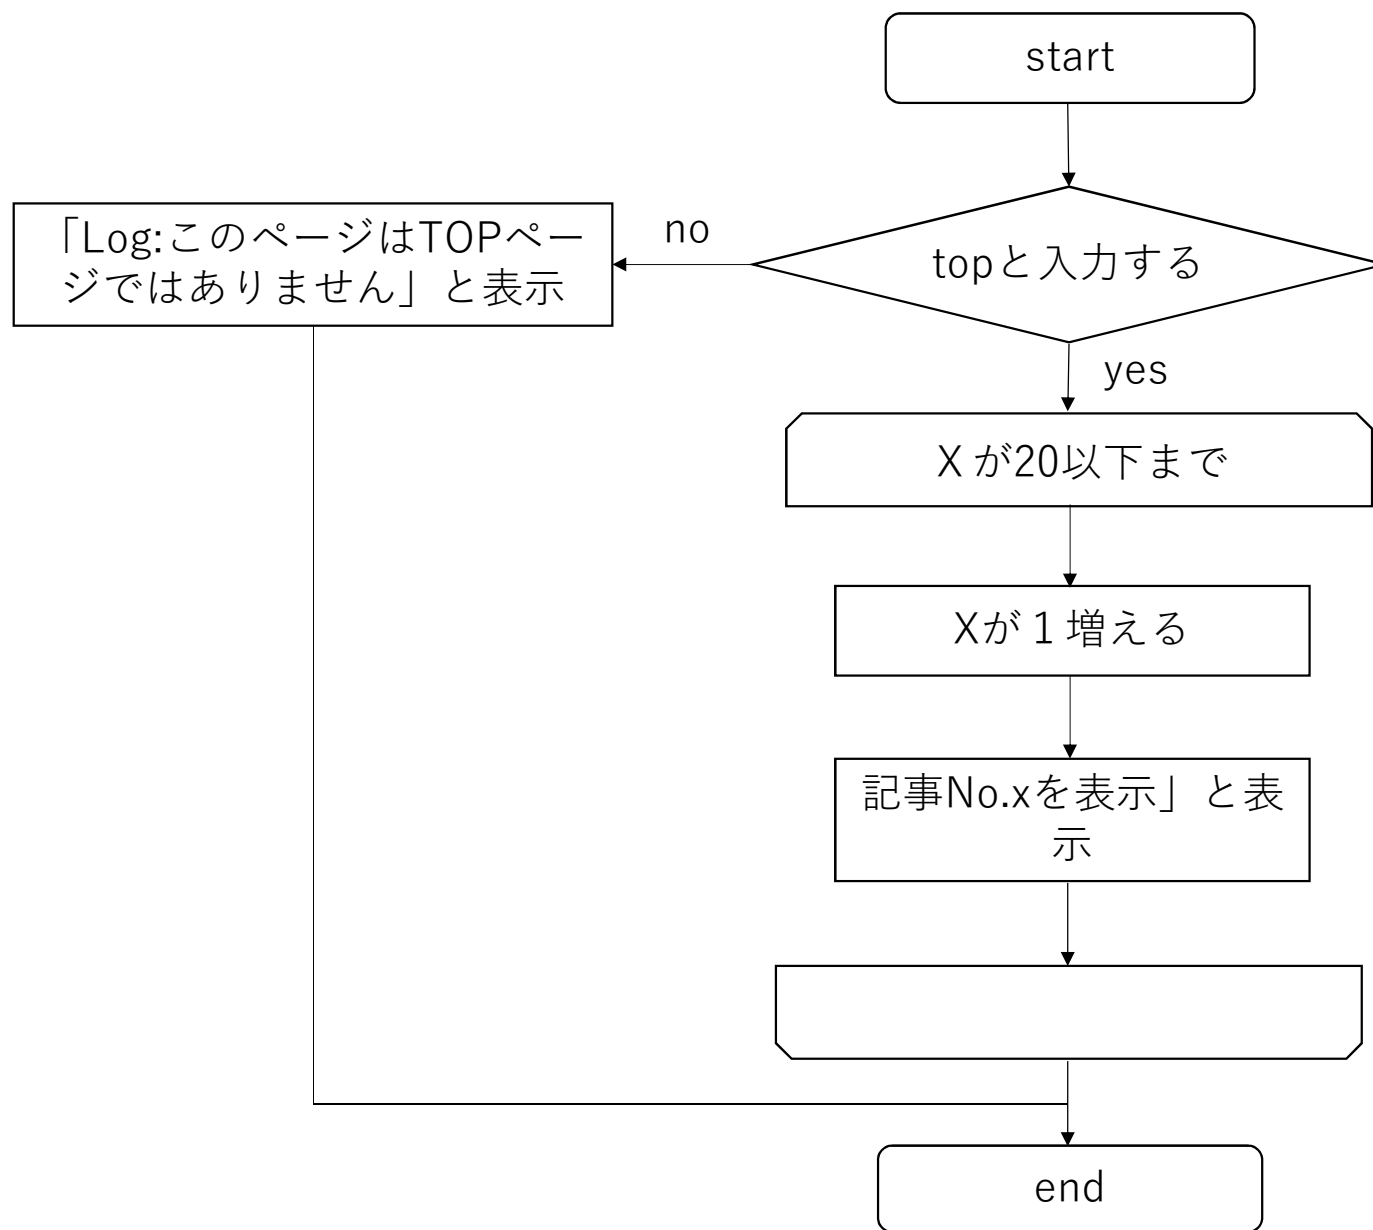 start
「Log:このページはTOPペー
ジではありません」と表示
no
topと入力する
yes
Xが20以下まで
Xが１増える
記事No.xを表示」と表
示
end